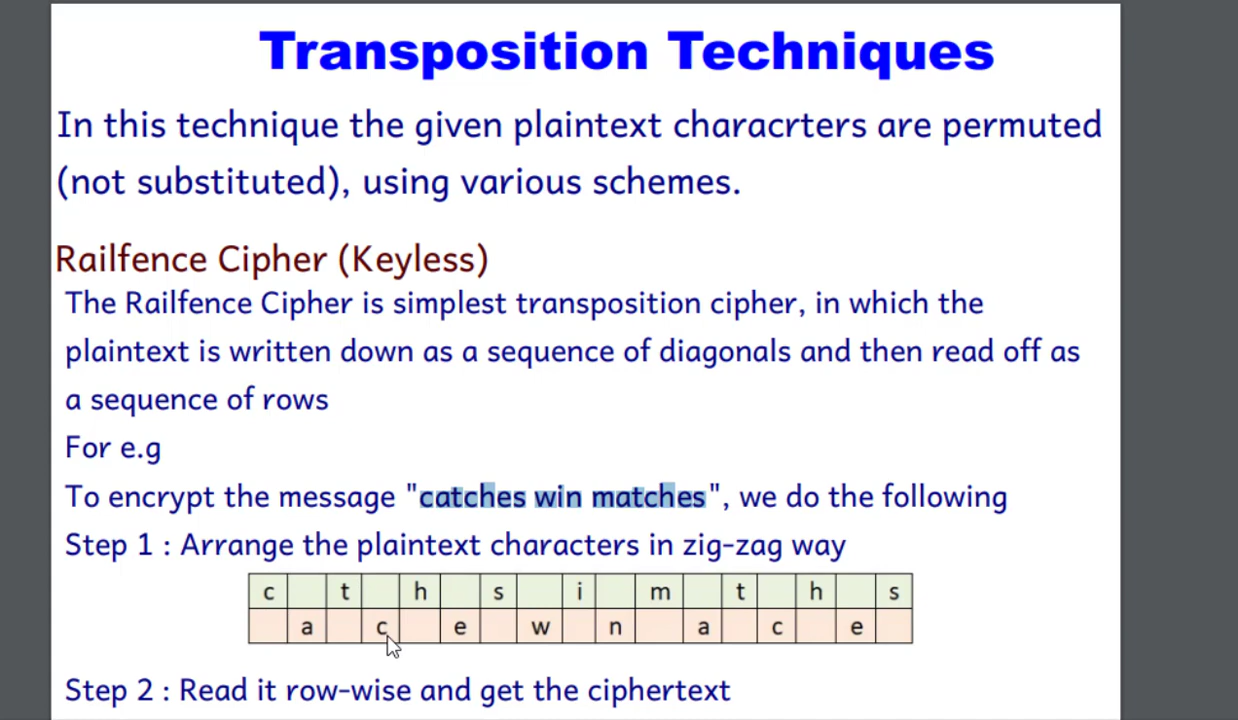 Transposition Techniques
In this technique the given plaintext characrters are permuted
(not substituted), using various schemes.
Railfence Cipher (Keyless)
The Railfence Cipher is simplest transposition cipher, in which the
plaintext is written down as a sequence of diagonals and then read off as
a sequence of rows
For e.g
To encrypt the message "catches win matches", we do the following
Step 1 : Arrange the plaintext characters in zig-zag way
c t h s i m t h s
a c e w n a c e
Step 2 : Read it row-wise and get the ciphertext